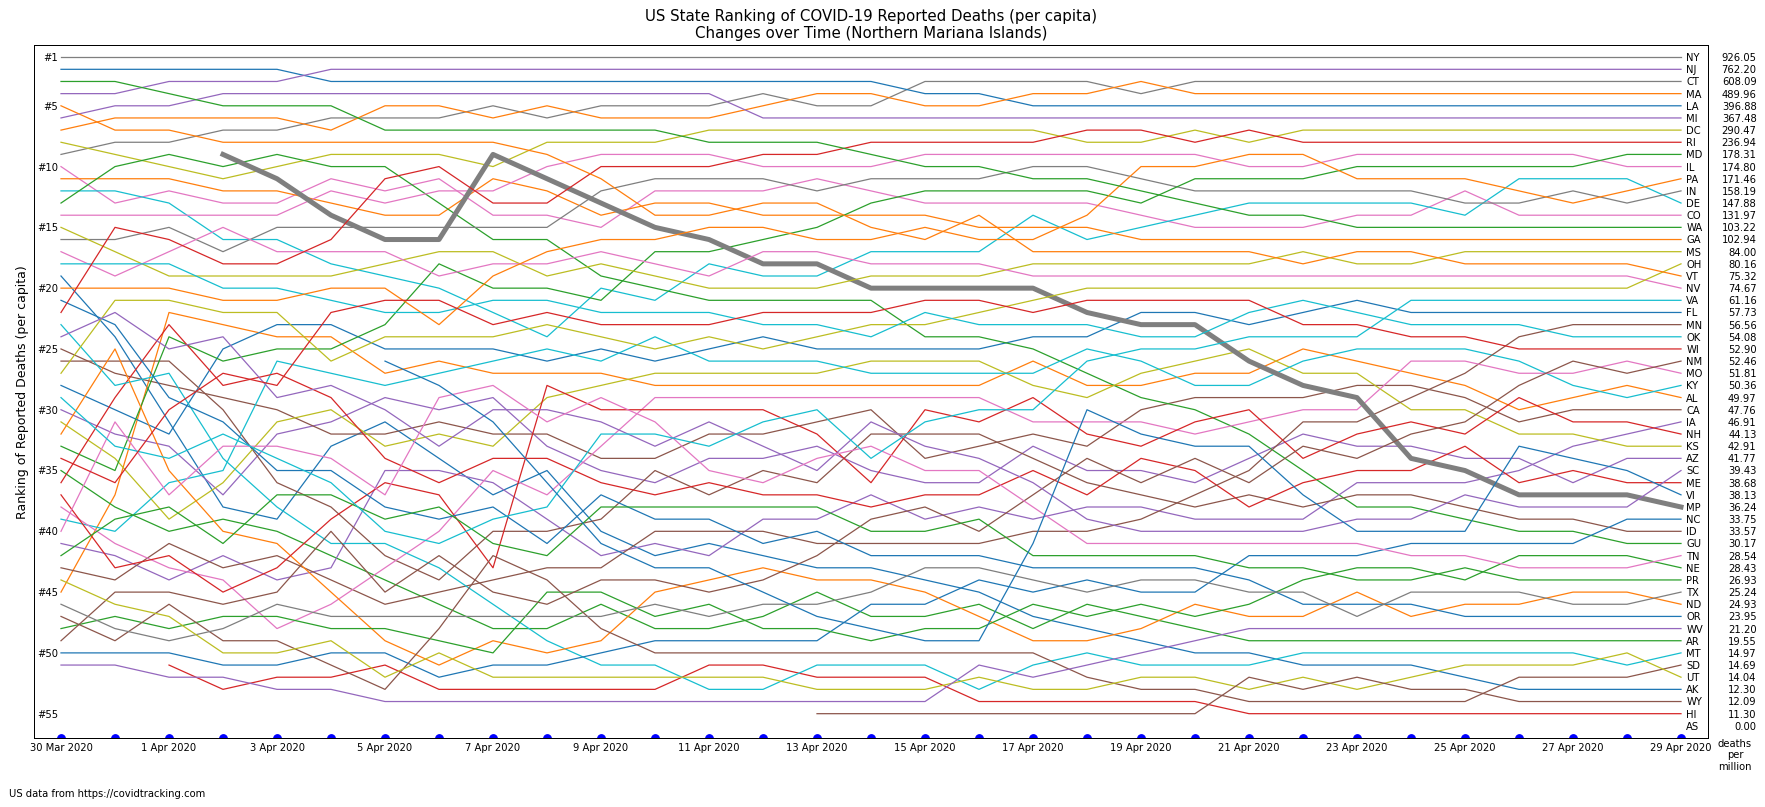 US State Ranking of COVID-19 Reported Deaths (per capita)
Changes over Time (Northern Mariana Islands)
Ranking of Reported Deaths (per capita)
#1
#5
#10
#15
#20
#25
#30
#35
#40
#45
#50
#55
NY 926.05
NJ 762.20
CT 608.09
MA 489.96
LA 396.88
MI 367.48
DC 290.47
RI 236.94
MD 178.31
IL 174.80
PA 171.46
IN 158.19
DE 147.88
CO 131.97
WA 103.22
GA 102.94
MS 84.00
OH 80.16
VT 75.32
NV 74.67
VA 61.16
FL 57.73
MN 56.56
OK 54.08
WI 52.90
NM 52.46
MO 51.81
KY 50.36
AL 49.97
CA 47.76
IA 46.91
NH 44.13
KS 42.91
AZ 41.77
SC 39.43
ME 38.68
VI 38.13
MP 36.24
NC 33.75
ID 33.57
GU 30.17
TN 28.54
NE 28.43
PR 26.93
TX 25.24
ND 24.93
OR 23.95
WV 21.20
AR 19.55
MT 14.97
SD 14.69
UT 14.04
AK 12.30
WY 12.09
HI 11.30
AS 0.00
30 Mar 2020 1 Apr 2020 3 Apr 2020 5 Apr 2020 7 Apr 2020 9 Apr 2020 11 Apr 2020 13 Apr 2020 15 Apr 2020 17 Apr 2020 19 Apr 2020 21 Apr 2020 23 Apr 2020 25 Apr 2020 27 Apr 2020 29 Apr 2020
deaths
per
million
US data from https://covidtracking.com